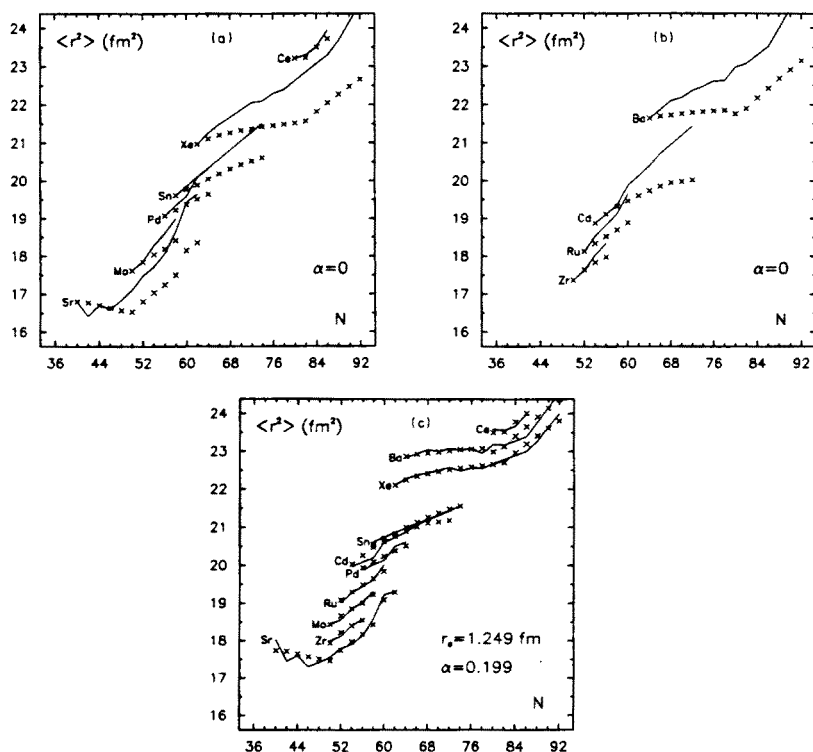 <r²> (fm²) (a)
24
23
22
21
20
19
18
17
16
Ce
Xe
Sn
Pd
Mo
Sr
α=0
N
36 44 52 60 68 76 84 92
<r²> (fm²) (b)
24
23
22
21
20
19
18
17
16
Ba
Cd
Ru
Zr
α=0
N
36 44 52 60 68 76 84 92
<r²> (fm²) (c)
24
23
22
21
20
19
18
17
16
Ce
Ba
Xe
Sn
Cd
Pd
Ru
Mo
Zr
Sr
r₀=1.249 fm
α=0.199
N
36 44 52 60 68 76 84 92